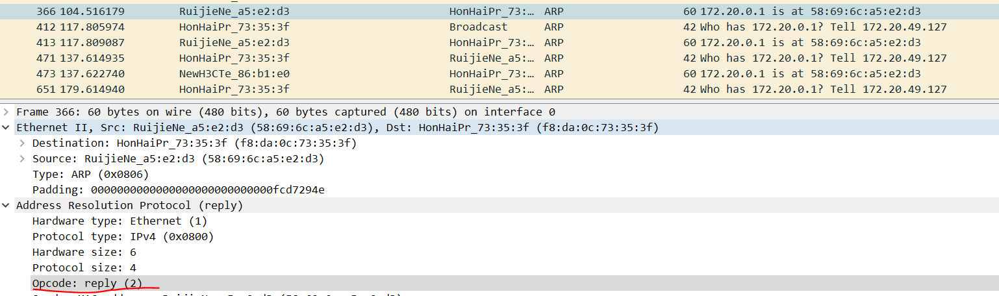 366 104.516179 RuijieNe_a5:e2:d3 HonHaiPr_73:… ARP 60 172.20.0.1 is at 58:69:6c:a5:e2:d3
412 117.805974 HonHaiPr_73:35:3f Broadcast ARP 42 Who has 172.20.0.1? Tell 172.20.49.127
413 117.809087 RuijieNe_a5:e2:d3 HonHaiPr_73:… ARP 60 172.20.0.1 is at 58:69:6c:a5:e2:d3
471 137.614935 HonHaiPr_73:35:3f RuijieNe_a5:… ARP 42 Who has 172.20.0.1? Tell 172.20.49.127
473 137.622740 NewH3CTe_86:b1:e0 HonHaiPr_73:… ARP 60 172.20.0.1 is at 58:69:6c:a5:e2:d3
651 179.614940 HonHaiPr_73:35:3f RuijieNe_a5:… ARP 42 Who has 172.20.0.1? Tell 172.20.49.127
Frame 366: 60 bytes on wire (480 bits), 60 bytes captured (480 bits) on interface 0
Ethernet II, Src: RuijieNe_a5:e2:d3 (58:69:6c:a5:e2:d3), Dst: HonHaiPr_73:35:3f (f8:da:0c:73:35:3f)
Destination: HonHaiPr_73:35:3f (f8:da:0c:73:35:3f)
Source: RuijieNe_a5:e2:d3 (58:69:6c:a5:e2:d3)
Type: ARP (0x0806)
Padding: 0000000000000000000000000000fcd7294e
Address Resolution Protocol (reply)
Hardware type: Ethernet (1)
Protocol type: IPv4 (0x0800)
Hardware size: 6
Protocol size: 4
Opcode: reply (2)